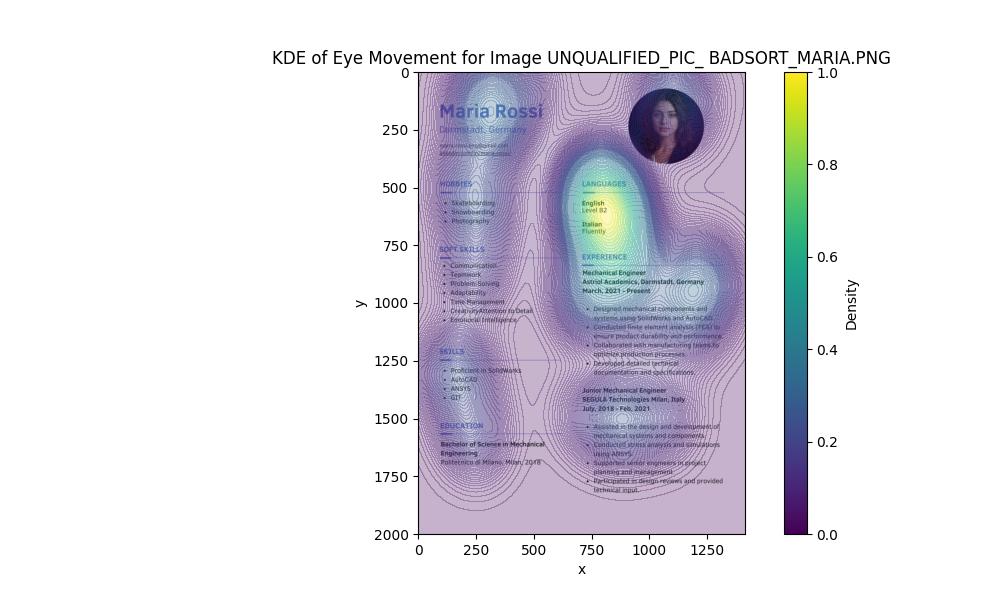 KDE of Eye Movement for Image UNQUALIFIED_PIC_ BADSORT_MARIA.PNG
0
250
500
750
1000
1250
1500
1750
2000
y
0
250
500
750
1000
1250
x
1.0
0.8
0.6
0.4
0.2
0.0
Density
Maria Rossi
Darmstadt, Germany
HOBBIES
• Skateboarding
• Snowboarding
• Photography
SOFT SKILLS
• Communication
• Teamwork
• Problem-Solving
• Adaptability
• Time Management
• CreativityAttention to Detail
• Emotional Intelligence
SKILLS
• Proficient in SolidWorks
• AutoCAD
• ANSYS
• GIT
EDUCATION
Bachelor of Science in Mechanical
Engineering
Politecnico di Milano, Milan, 2018
LANGUAGES
English
Level B2
Italian
Fluently
EXPERIENCE
Mechanical Engineer
Astriol Academics, Darmstadt, Germany
March, 2021 - Present
• Designed mechanical components and
systems using SolidWorks and AutoCAD.
• Conducted finite element analysis (FEA) to
ensure product durability and performance.
• Collaborated with manufacturing teams to
optimize production processes.
• Developed detailed technical
documentation and specifications.
Junior Mechanical Engineer
SEGULA Technologies Milan, Italy
July, 2018 - Feb, 2021
• Assisted in the design and development of
mechanical systems and components.
• Conducted stress analysis and simulations
using ANSYS.
• Supported senior engineers in project
planning and management.
• Participated in design reviews and provided
technical input.